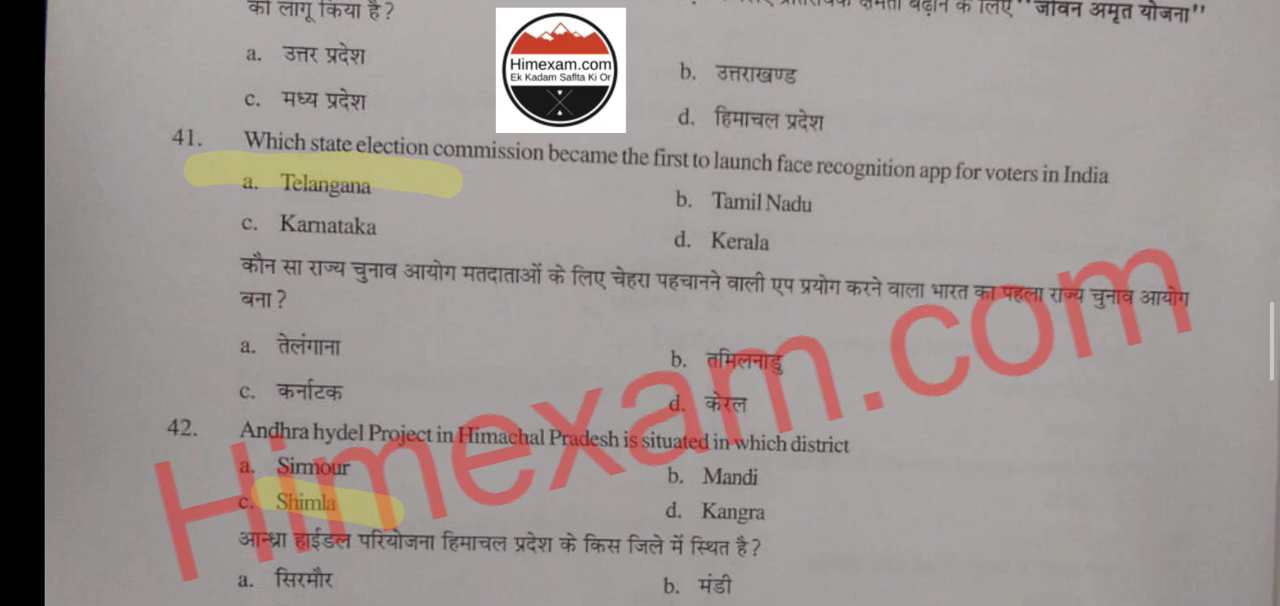 को लागू किया है?
क्षमता बढ़ाने के लिए "जीवन अमृत योजना"
a. उत्तर प्रदेश
b. उत्तराखण्ड
c. मध्य प्रदेश
d. हिमाचल प्रदेश
Himexam.com
Ek Kadam Saflta Ki Or
41. Which state election commission became the first to launch face recognition app for voters in India
a. Telangana
b. Tamil Nadu
c. Karnataka
d. Kerala
कौन सा राज्य चुनाव आयोग मतदाताओं के लिए चेहरा पहचानने वाली एप प्रयोग करने वाला भारत का पहला राज्य चुनाव आयोग
बना?
a. तेलंगाना
b. तमिलनाडु
c. कर्नाटक
d. केरल
42. Andhra hydel Project in Himachal Pradesh is situated in which district
a. Sirmour
b. Mandi
c. Shimla
d. Kangra
आन्ध्रा हाईडल परियोजना हिमाचल प्रदेश के किस जिले में स्थित है?
a. सिरमौर
b. मंडी
Himexam.com